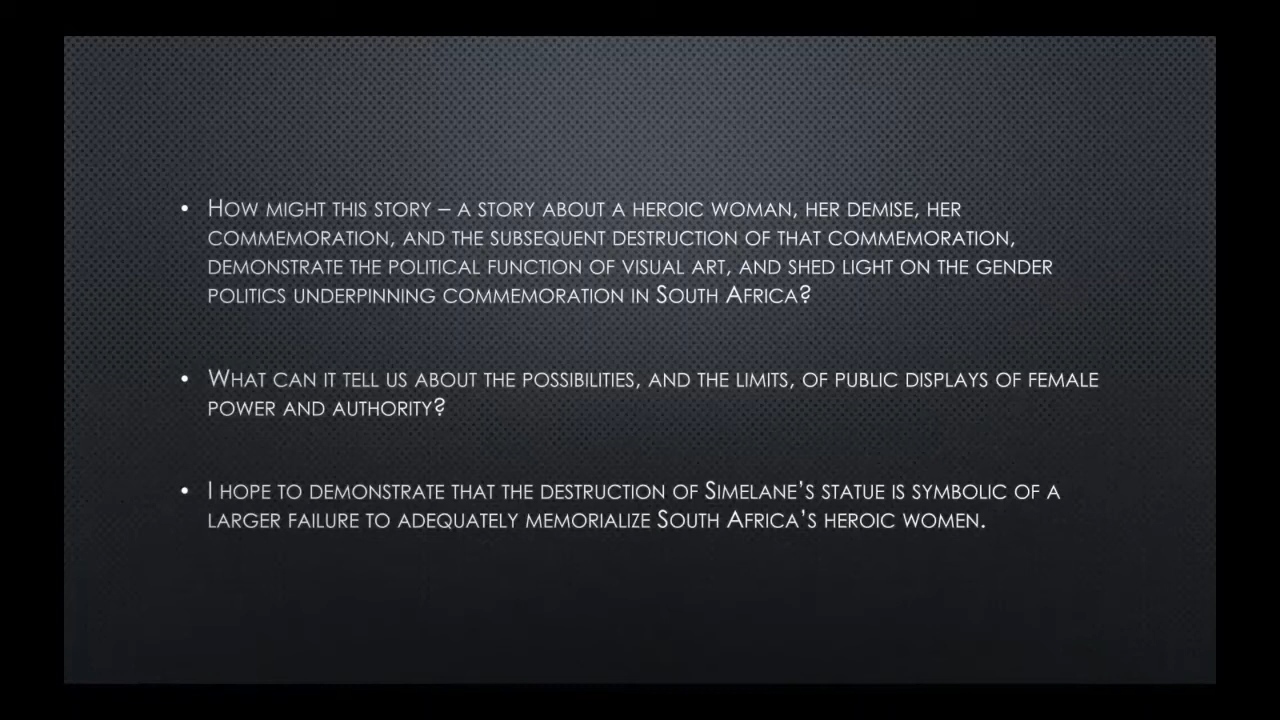 • How might this story – a story about a heroic woman, her demise, her
commemoration, and the subsequent destruction of that commemoration,
demonstrate the political function of visual art, and shed light on the gender
politics underpinning commemoration in South Africa?
• What can it tell us about the possibilities, and the limits, of public displays of female
power and authority?
• I hope to demonstrate that the destruction of Simelane’s statue is symbolic of a
larger failure to adequately memorialize South Africa’s heroic women.